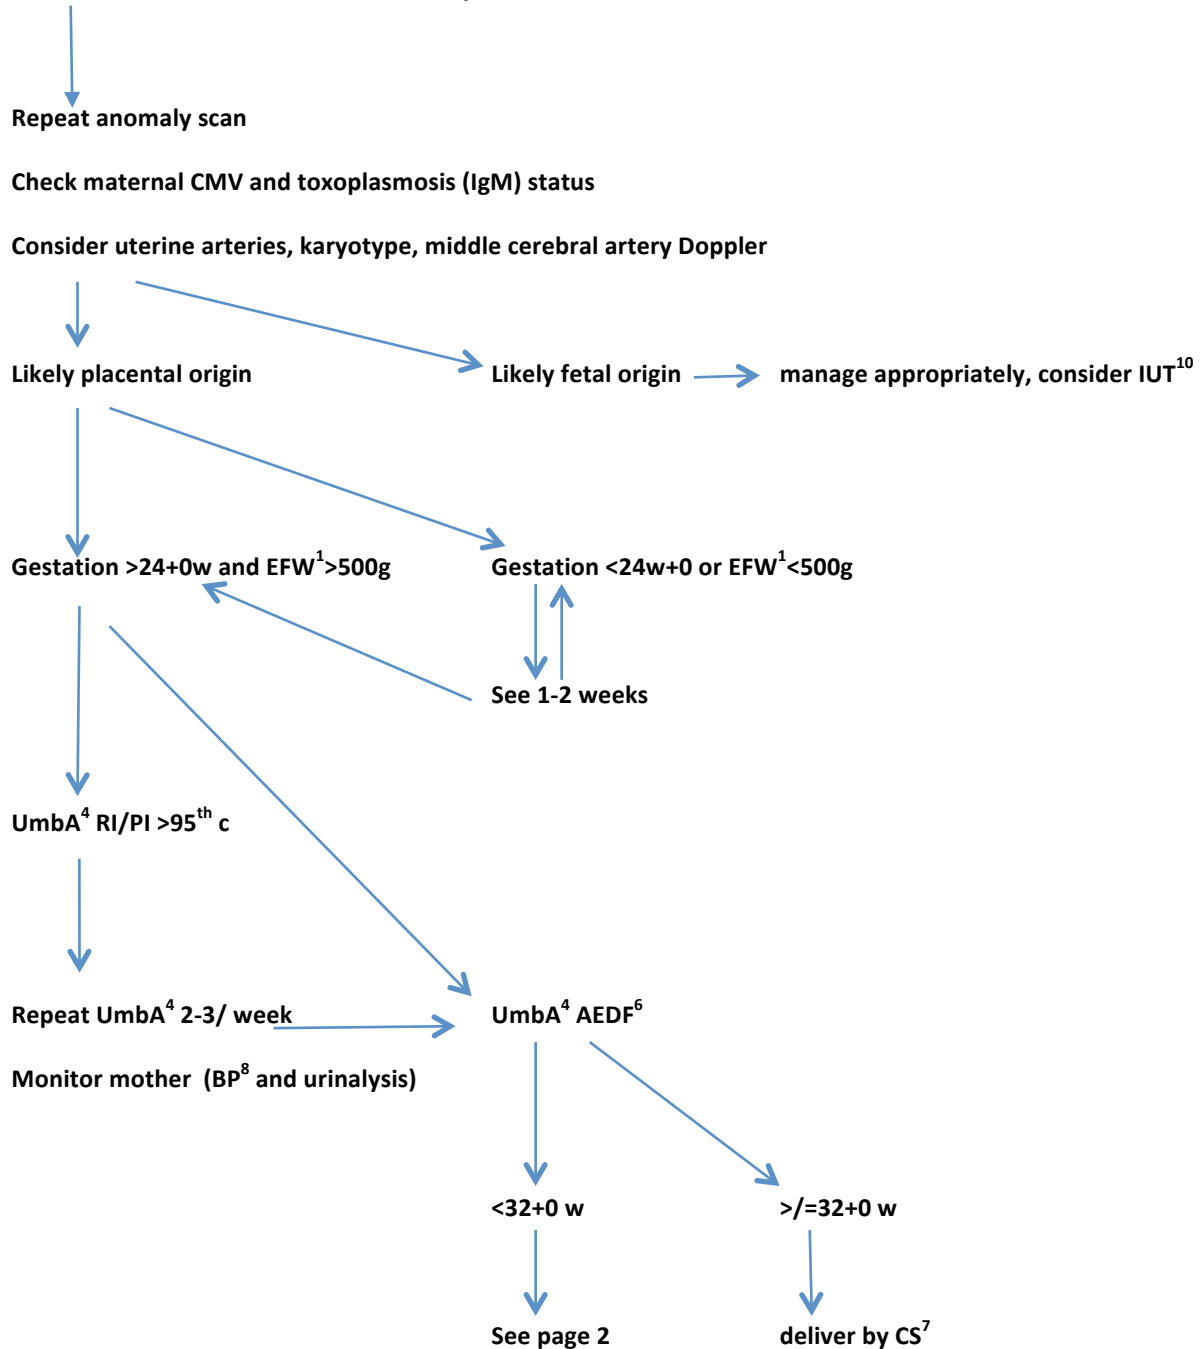 Repeat anomaly scan
Check maternal CMV and toxoplasmosis (IgM) status
Consider uterine arteries, karyotype, middle cerebral artery Doppler
Likely placental origin
Likely fetal origin
manage appropriately, consider IUT10
Gestation >24+0w and EFW1>500g
Gestation <24w+0 or EFW1<500g
See 1-2 weeks
UmbA4 RI/PI >95th c
Repeat UmbA4 2-3/ week
UmbA4 AEDF6
Monitor mother (BP8 and urinalysis)
<32+0 w
>/=32+0 w
See page 2
deliver by CS7